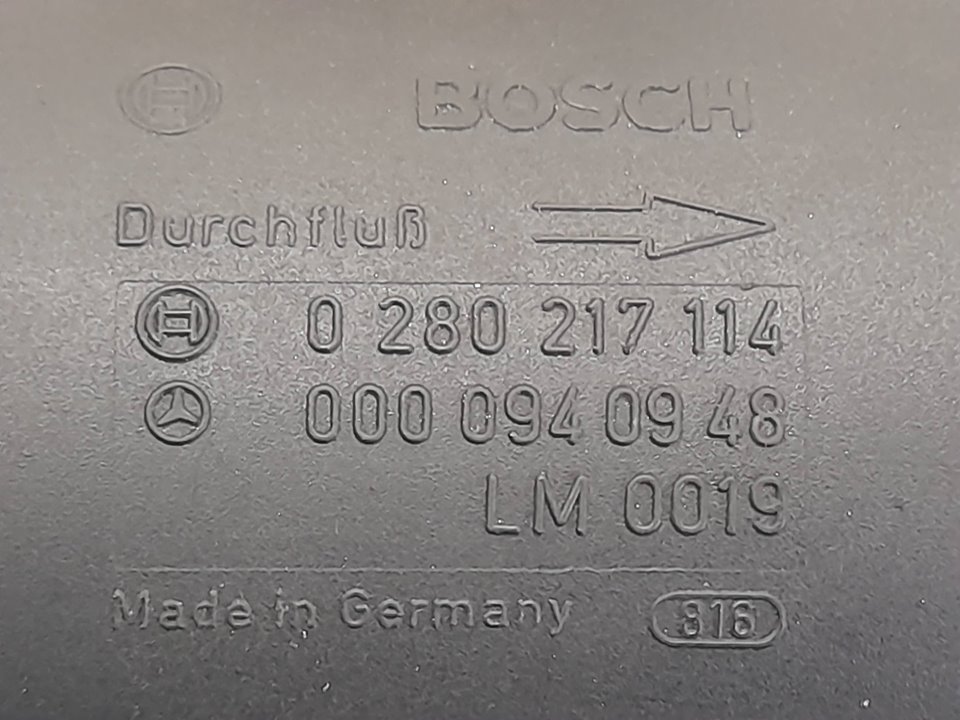 BOSCH
Durchfluß
0 280 217 114
000 094 09 48
LM 0019
Made in Germany 816